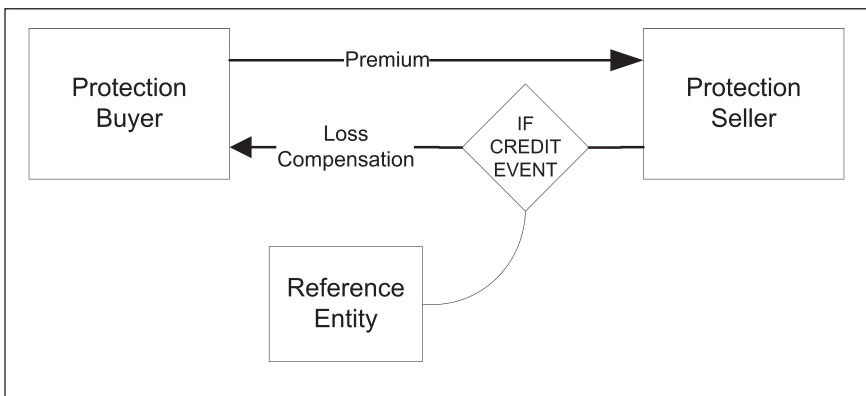 Protection
Buyer
Premium
Protection
Seller
Loss
Compensation
IF
CREDIT
EVENT
Reference
Entity